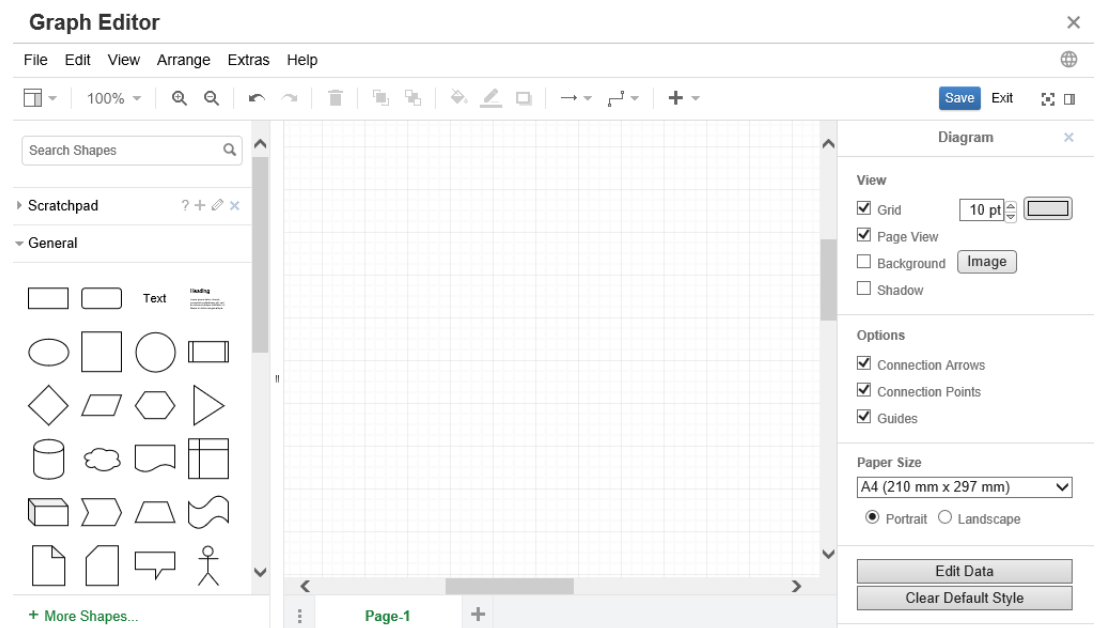 Graph Editor
File Edit View Arrange Extras Help
100%
Save Exit
Search Shapes
Scratchpad
?
General
Text
Heading
+ More Shapes...
Page-1
Diagram
View
Grid 10 pt
Page View
Background Image
Shadow
Options
Connection Arrows
Connection Points
Guides
Paper Size
A4 (210 mm x 297 mm)
Portrait Landscape
Edit Data
Clear Default Style